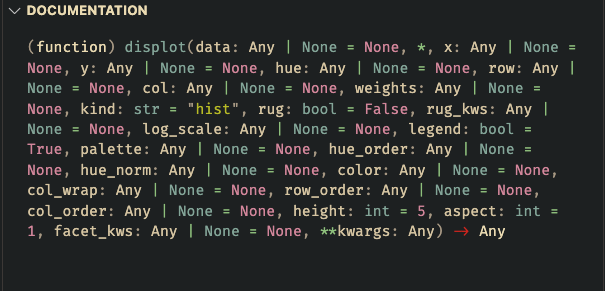 DOCUMENTATION
(function) displot(data: Any | None = None, *, x: Any | None =
None, y: Any | None = None, hue: Any | None = None, row: Any |
None = None, col: Any | None = None, weights: Any | None =
None, kind: str = "hist", rug: bool = False, rug_kws: Any |
None = None, log_scale: Any | None = None, legend: bool =
True, palette: Any | None = None, hue_order: Any | None =
None, hue_norm: Any | None = None, color: Any | None = None,
col_wrap: Any | None = None, row_order: Any | None = None,
col_order: Any | None = None, height: int = 5, aspect: int =
1, facet_kws: Any | None = None, **kwargs: Any) -> Any